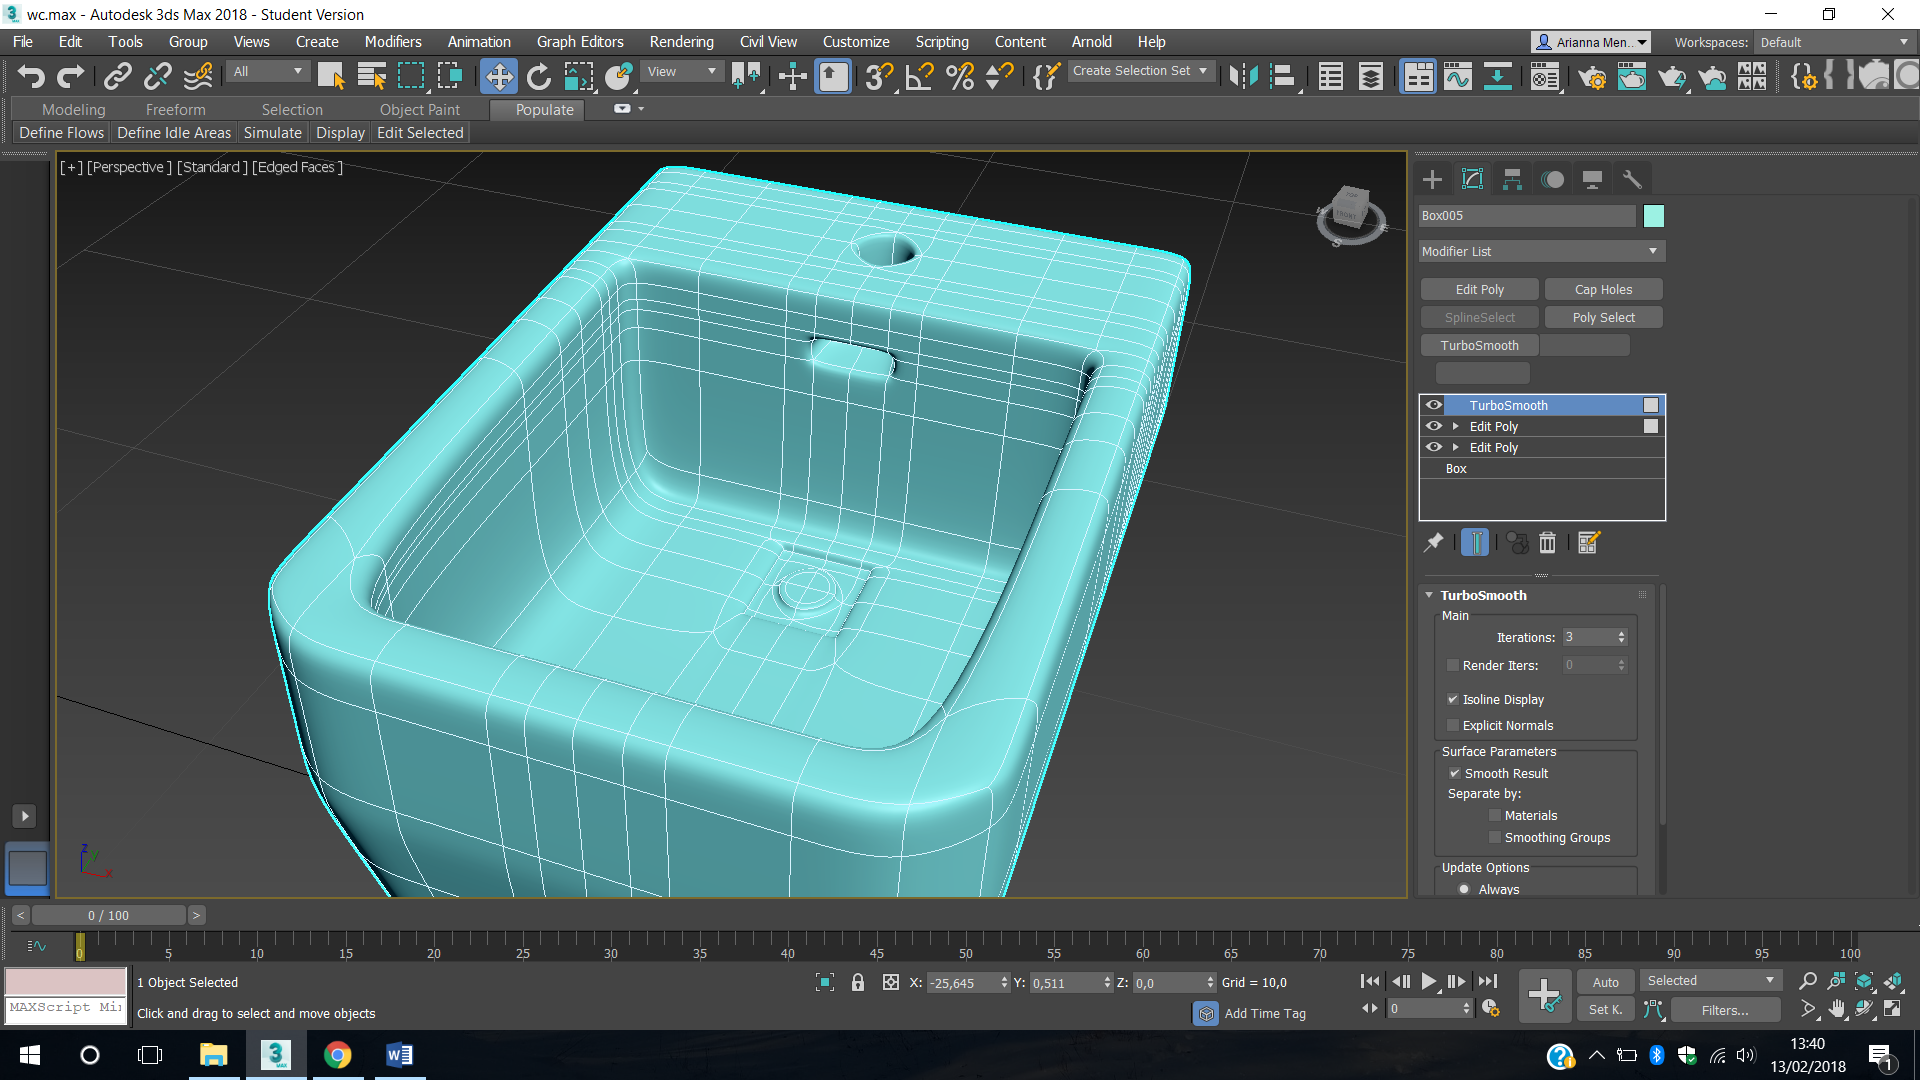 wc.max - Autodesk 3ds Max 2018 - Student Version
File Edit Tools Group Views Create Modifiers Animation Graph Editors Rendering Civil View Customize Scripting Content Arnold Help
Arianna Men... Workspaces: Default
All View Create Selection Set
Modeling Freeform Selection Object Paint Populate
Define Flows Define Idle Areas Simulate Display Edit Selected
[ + ] [Perspective ] [Standard ] [Edged Faces ]
TOP
FRONT
W
S
E
Box005
Modifier List
Edit Poly Cap Holes
SplineSelect Poly Select
TurboSmooth
TurboSmooth
Edit Poly
Edit Poly
Box
TurboSmooth
Main
Iterations: 3
Render Iters: 0
Isoline Display
Explicit Normals
Surface Parameters
Smooth Result
Separate by:
Materials
Smoothing Groups
Update Options
Always
z
x
< 0 / 100 >
0 5 10 15 20 25 30 35 40 45 50 55 60 65 70 75 80 85 90 95 100
1 Object Selected
X: -25,645 Y: 0,511 Z: 0,0 Grid = 10,0
Auto Selected
MAXScript Mi
Click and drag to select and move objects
Add Time Tag
0
Set K. Filters...
3
MAX
13:40
13/02/2018
1